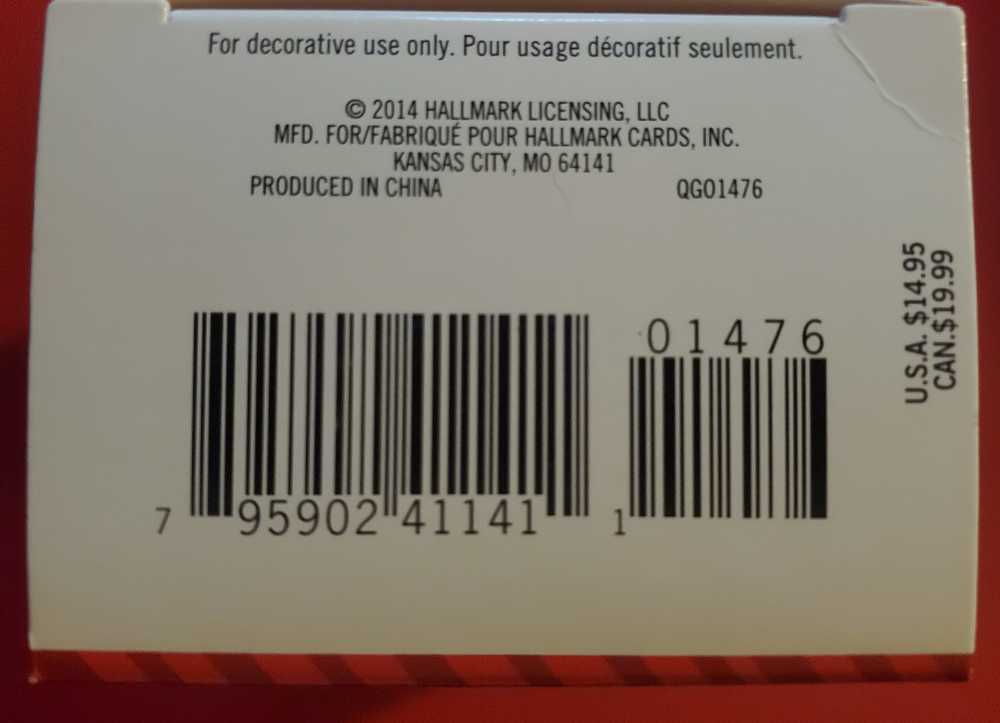 For decorative use only. Pour usage décoratif seulement.
© 2014 HALLMARK LICENSING, LLC
MFD. FOR/FABRIQUÉ POUR HALLMARK CARDS, INC.
KANSAS CITY, MO 64141
PRODUCED IN CHINA QGO1476
U.S.A. $14.95
CAN.$19.99
01476
7 95902 41141 1